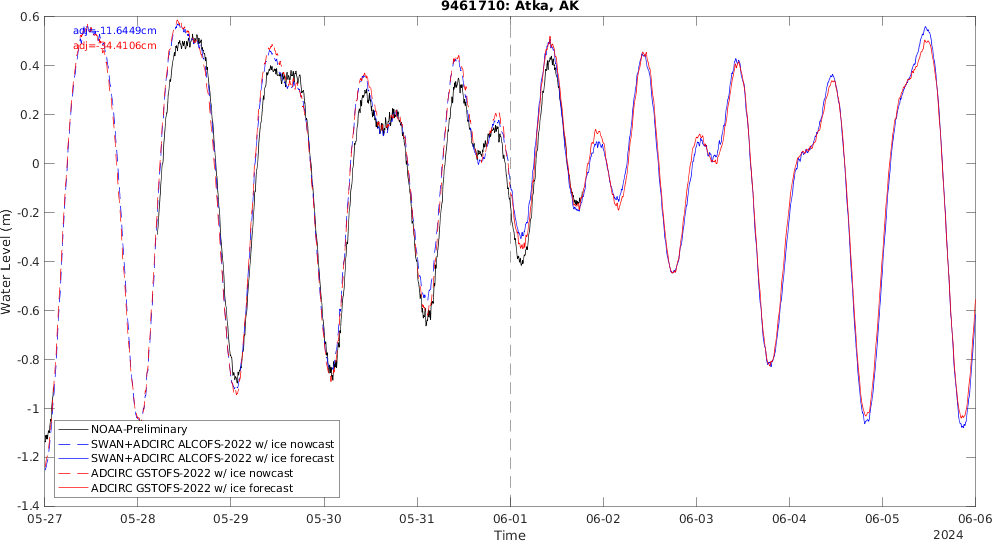 9461710: Atka, AK
adj=-11.6449cm
adj=-34.4106cm
0.6
0.4
0.2
0
-0.2
-0.4
-0.6
-0.8
-1
-1.2
-1.4
Water Level (m)
NOAA-Preliminary
SWAN+ADCIRC ALCOFS-2022 w/ ice nowcast
SWAN+ADCIRC ALCOFS-2022 w/ ice forecast
ADCIRC GSTOFS-2022 w/ ice nowcast
ADCIRC GSTOFS-2022 w/ ice forecast
05-27 05-28 05-29 05-30 05-31 06-01 06-02 06-03 06-04 06-05 06-06
Time
2024